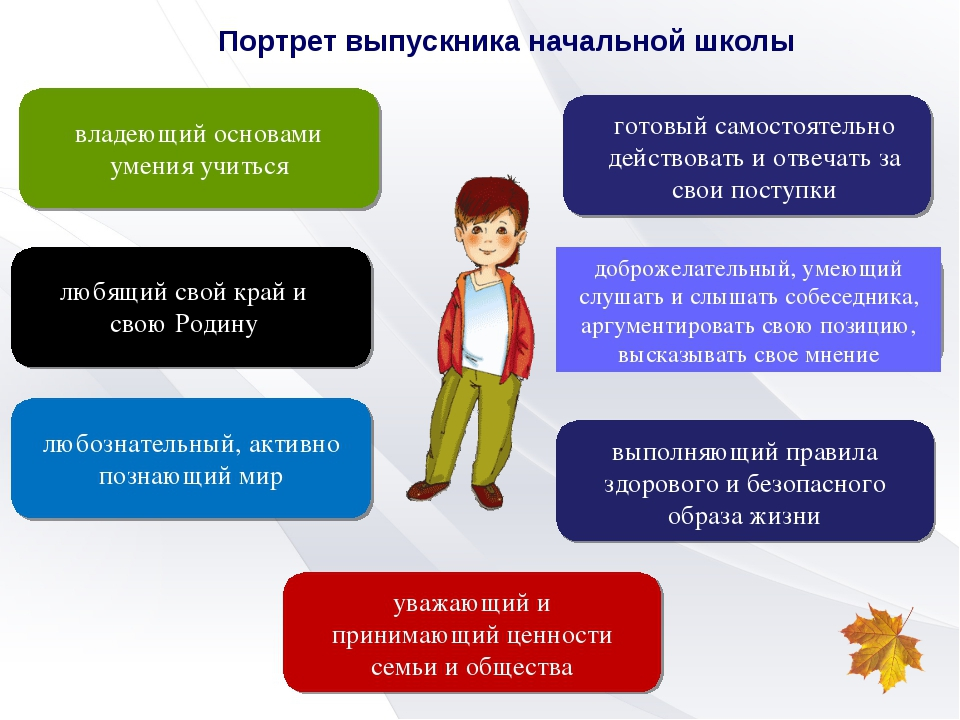 Портрет выпускника начальной школы
владеющий основами
умения учиться
готовый самостоятельно
действовать и отвечать за
свои поступки
любящий свой край и
свою Родину
доброжелательный, умеющий
слушать и слышать собеседника,
аргументировать свою позицию,
высказывать свое мнение
любознательный, активно
познающий мир
выполняющий правила
здорового и безопасного
образа жизни
уважающий и
принимающий ценности
семьи и общества